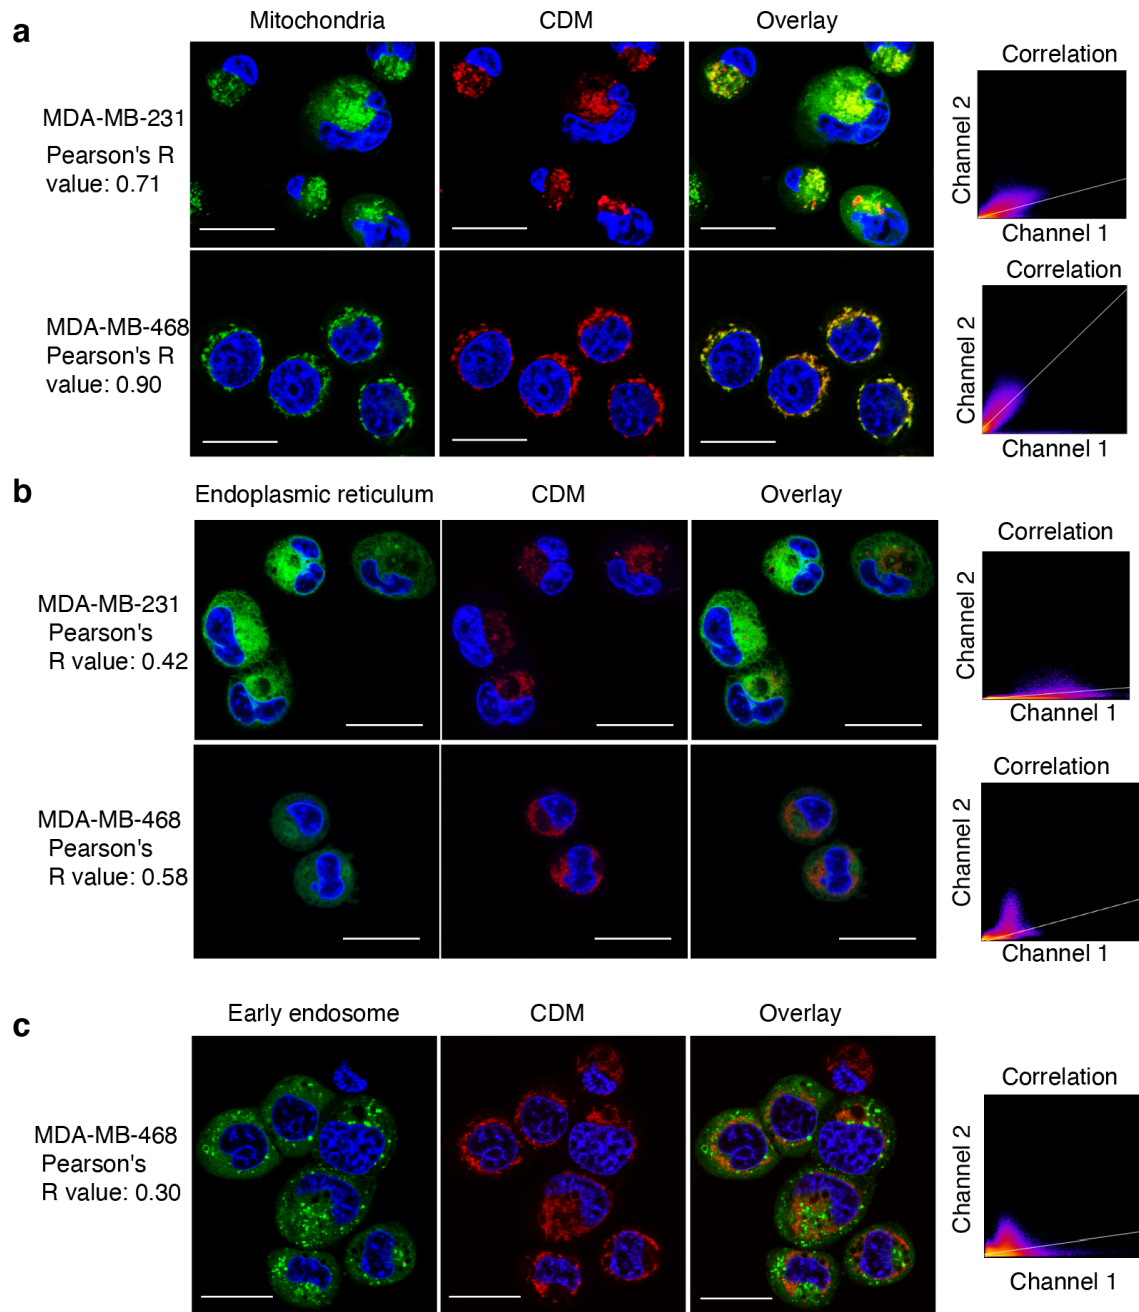 a
Mitochondria
CDM
Overlay
Correlation
MDA-MB-231
Pearson's R
value: 0.71
Channel 2
Channel 1
MDA-MB-468
Pearson's R
value: 0.90
Correlation
Channel 2
Channel 1
b
Endoplasmic reticulum
CDM
Overlay
Correlation
MDA-MB-231
Pearson's
R value: 0.42
Channel 2
Channel 1
MDA-MB-468
Pearson's
R value: 0.58
Correlation
Channel 2
Channel 1
c
Early endosome
CDM
Overlay
Correlation
MDA-MB-468
Pearson's
R value: 0.30
Channel 2
Channel 1